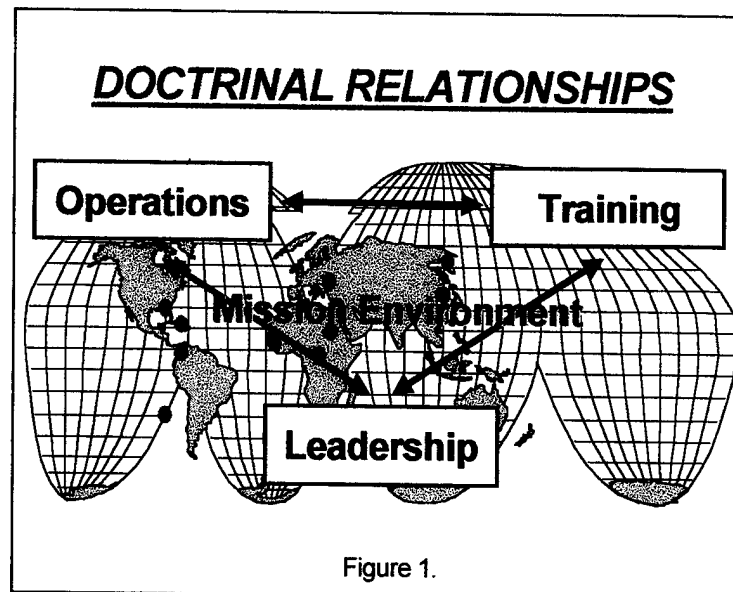 DOCTRINAL RELATIONSHIPS
Operations
Training
Mission Environment
Leadership
Figure 1.